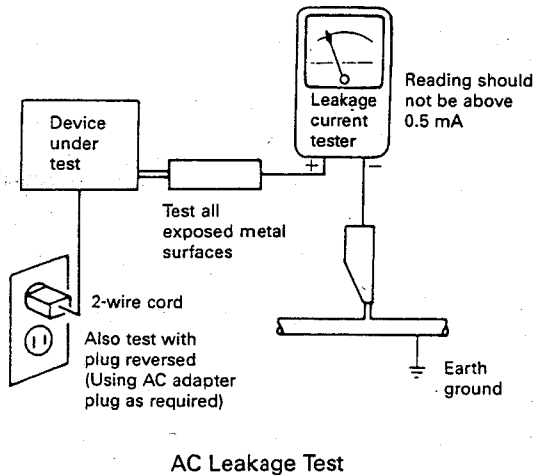 Device
under
test
Leakage
current
tester
+ −
Reading should
not be above
0.5 mA
Test all
exposed metal
surfaces
2-wire cord
Also test with
plug reversed
(Using AC adapter
plug as required)
Earth
ground
AC Leakage Test